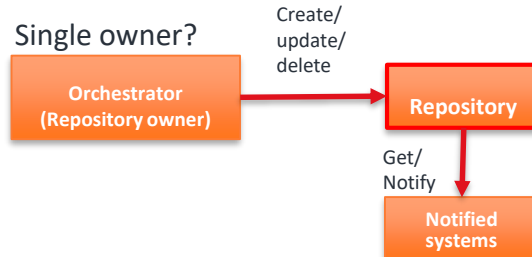 Single owner?
Create/
update/
delete
Orchestrator
(Repository owner)
Repository
Get/
Notify
Notified
systems